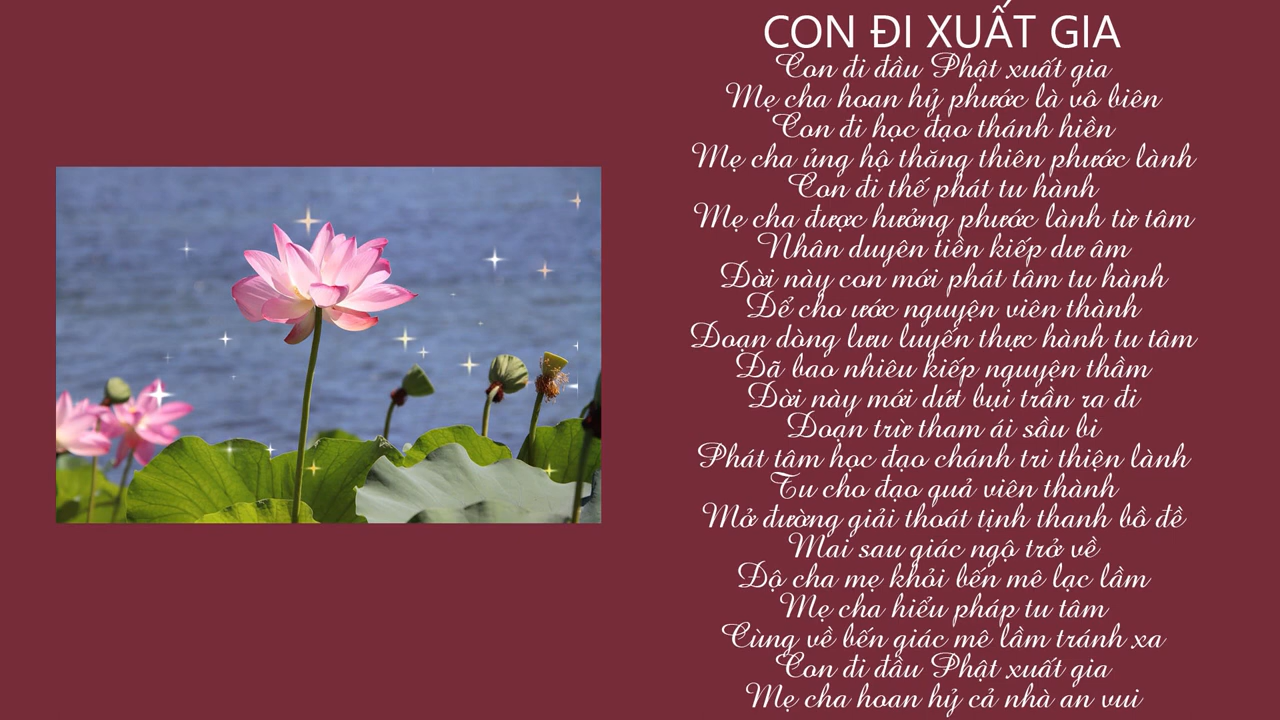 CON ĐI XUẤT GIA
Con đi đầu Phật xuất gia
Mẹ cha hoan hỷ phước là vô biên
Con đi học đạo thánh hiền
Mẹ cha ủng hộ thăng thiên phước lành
Con đi thế phát tu hành
Mẹ cha được hưởng phước lành từ tâm
Nhân duyên tiền kiếp dư âm
Đời này con mới phát tâm tu hành
Để cho ước nguyện viên thành
Đoạn dòng lưu luyến thực hành tu tâm
Đã bao nhiêu kiếp nguyện thầm
Đời này mới dứt bụi trần ra đi
Đoạn trừ tham ái sầu bi
Phát tâm học đạo chánh tri thiện lành
Tu cho đạo quả viên thành
Mở đường giải thoát tịnh thanh bồ đề
Mai sau giác ngộ trở về
Độ cha mẹ khỏi bến mê lạc lầm
Mẹ cha hiểu pháp tu tâm
Cùng về bến giác mê lầm tránh xa
Con đi đầu Phật xuất gia
Mẹ cha hoan hỷ cả nhà an vui